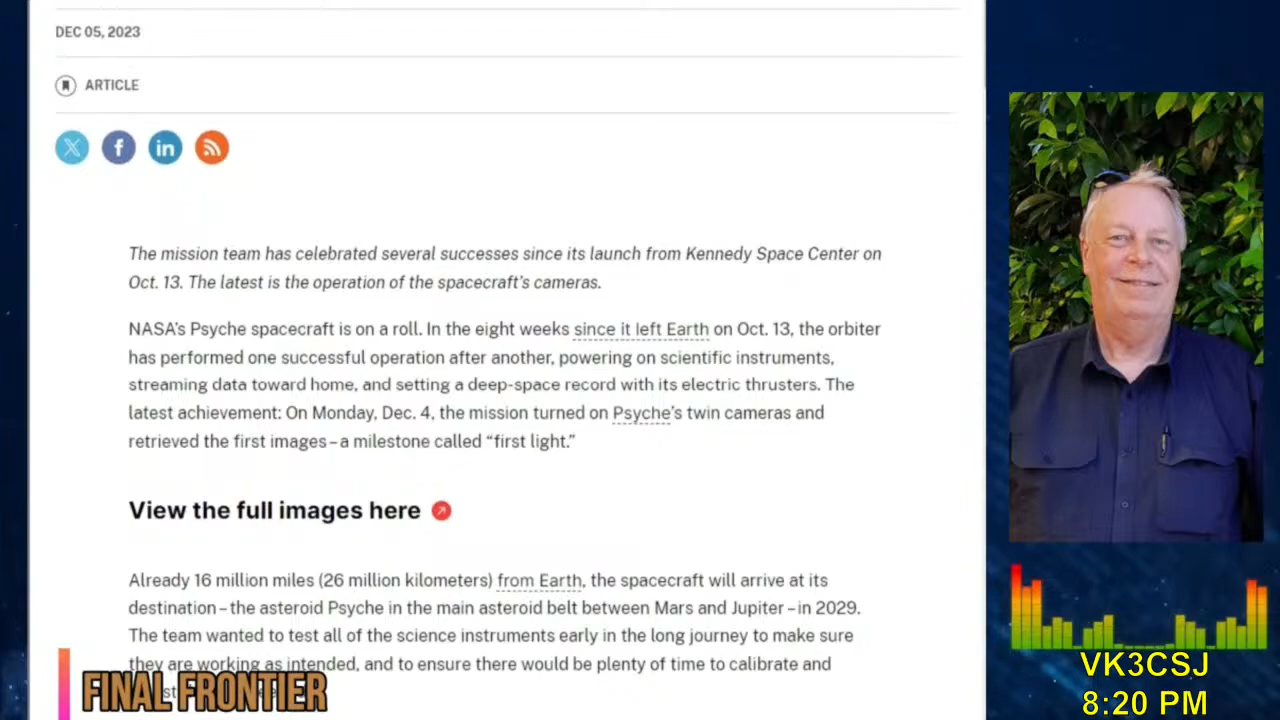 DEC 05, 2023
ARTICLE
The mission team has celebrated several successes since its launch from Kennedy Space Center on
Oct. 13. The latest is the operation of the spacecraft's cameras.
NASA's Psyche spacecraft is on a roll. In the eight weeks since it left Earth on Oct. 13, the orbiter
has performed one successful operation after another, powering on scientific instruments,
streaming data toward home, and setting a deep-space record with its electric thrusters. The
latest achievement: On Monday, Dec. 4, the mission turned on Psyche's twin cameras and
retrieved the first images – a milestone called “first light.”
View the full images here
Already 16 million miles (26 million kilometers) from Earth, the spacecraft will arrive at its
destination – the asteroid Psyche in the main asteroid belt between Mars and Jupiter – in 2029.
The team wanted to test all of the science instruments early in the long journey to make sure
they are working as intended, and to ensure there would be plenty of time to calibrate and
FINAL FRONTIER
VK3CSJ
8:20 PM